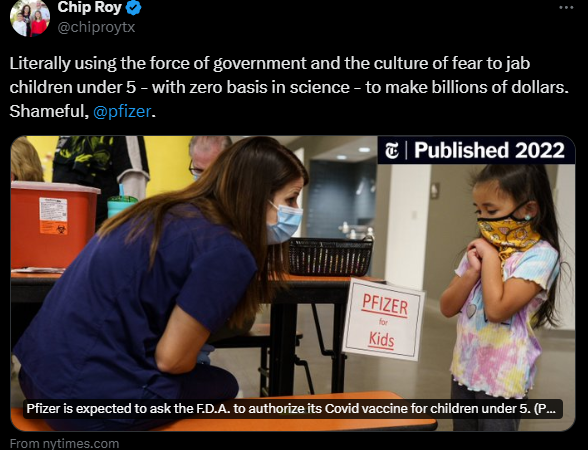 Chip Roy
@chiproytx
Literally using the force of government and the culture of fear to jab
children under 5 - with zero basis in science - to make billions of dollars.
Shameful, @pfizer.
T | Published 2022
PFIZER
for
Kids
Pfizer is expected to ask the F.D.A. to authorize its Covid vaccine for children under 5. (P...
From nytimes.com